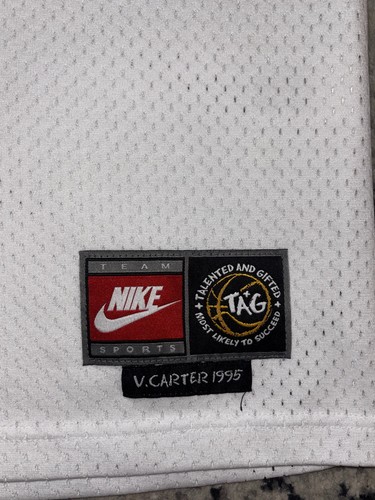 TEAM
NIKE
SPORTS
TALENTED AND GIFTED
TAG
MOST LIKELY TO SUCCEED
V.CARTER 1995